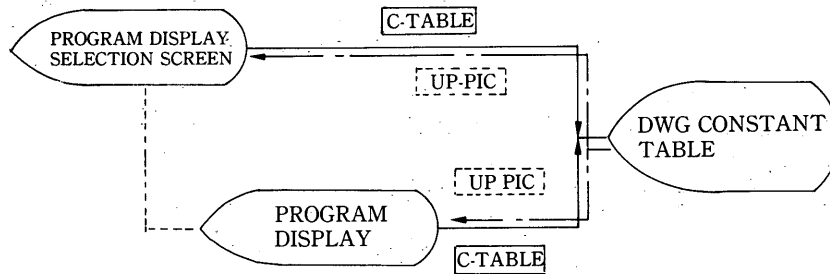 C-TABLE
PROGRAM DISPLAY
SELECTION SCREEN
UP-PIC
DWG CONSTANT
TABLE
UP PIC
PROGRAM
DISPLAY
C-TABLE